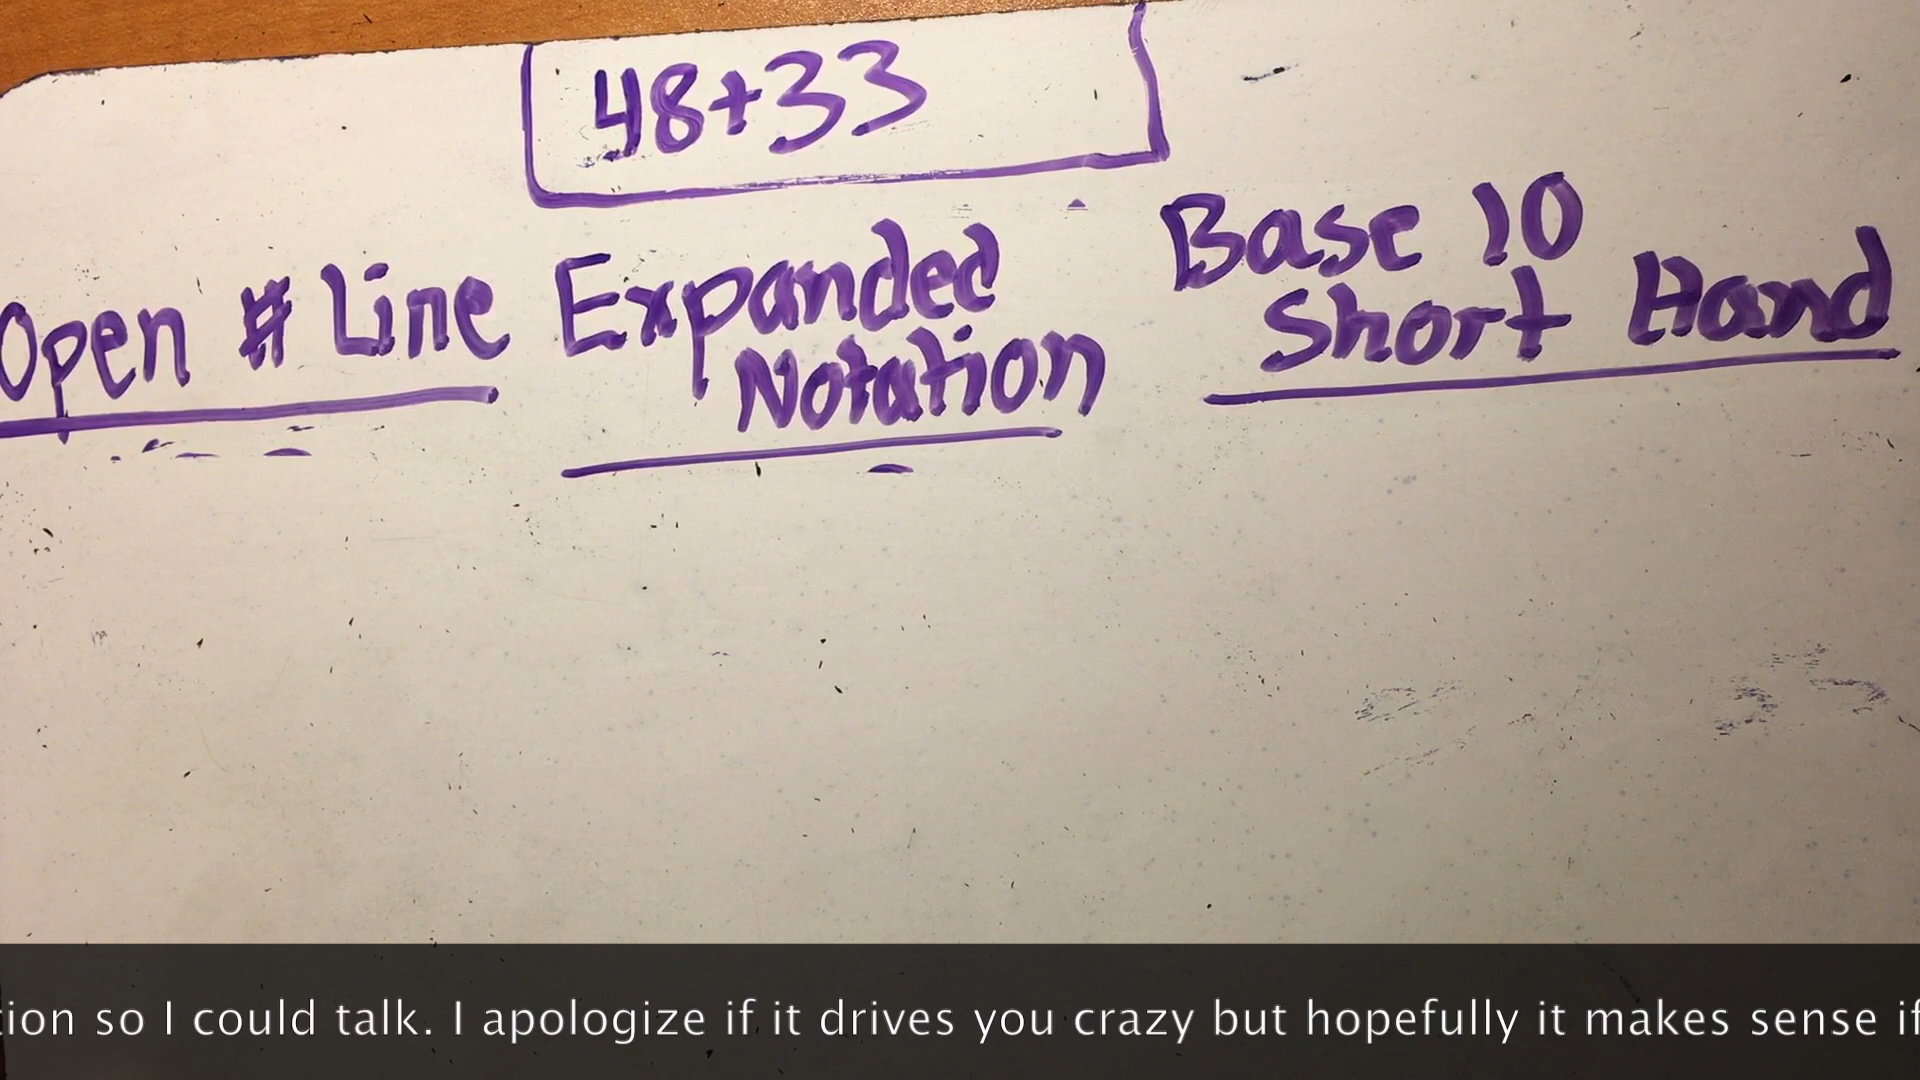 48+33
Open # Line
Expanded
Notation
Base 10
Short Hand
so I could talk. I apologize if it drives you crazy but hopefully it makes sense if